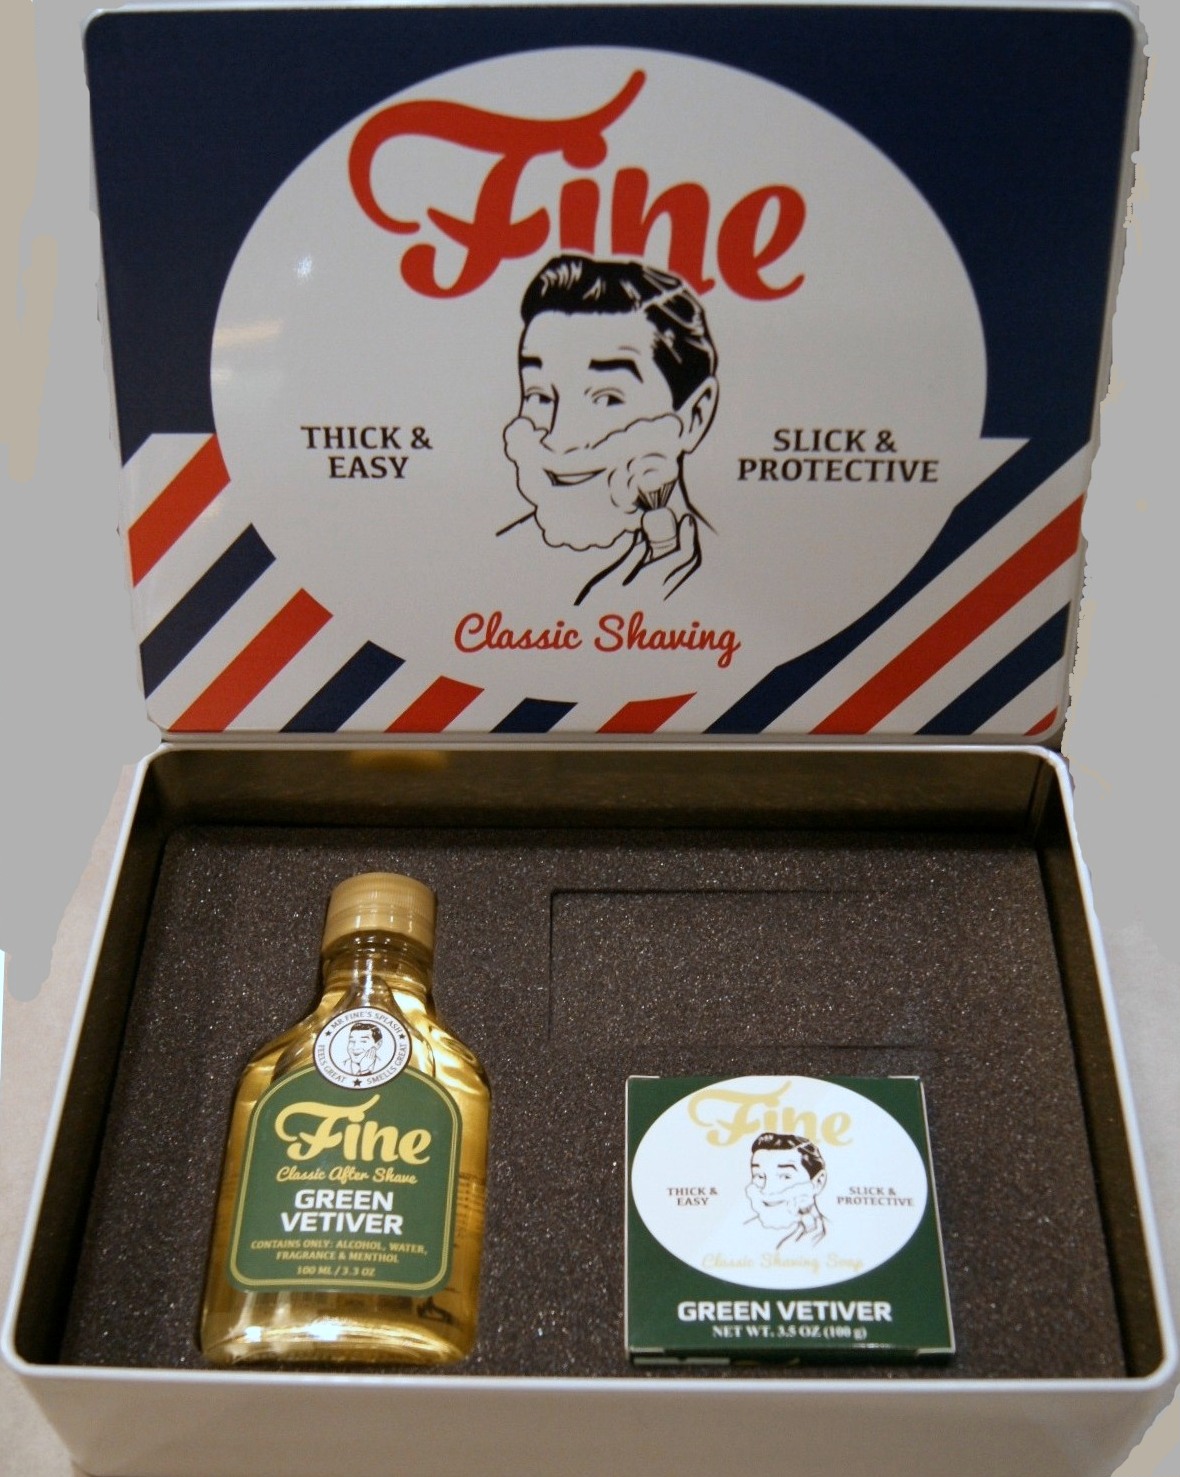 Fine
THICK &
EASY
SLICK &
PROTECTIVE
Classic Shaving
MR FINE'S SPLASH
FEELS GREAT ★ SMELLS GREAT
Fine
Classic After Shave
GREEN
VETIVER
CONTAINS ONLY: ALCOHOL, WATER,
FRAGRANCE & MENTHOL
100 ML / 3.3 OZ
Fine
THICK &
EASY
SLICK &
PROTECTIVE
Classic Shaving Soap
GREEN VETIVER
NET WT. 3.5 OZ (100 g)